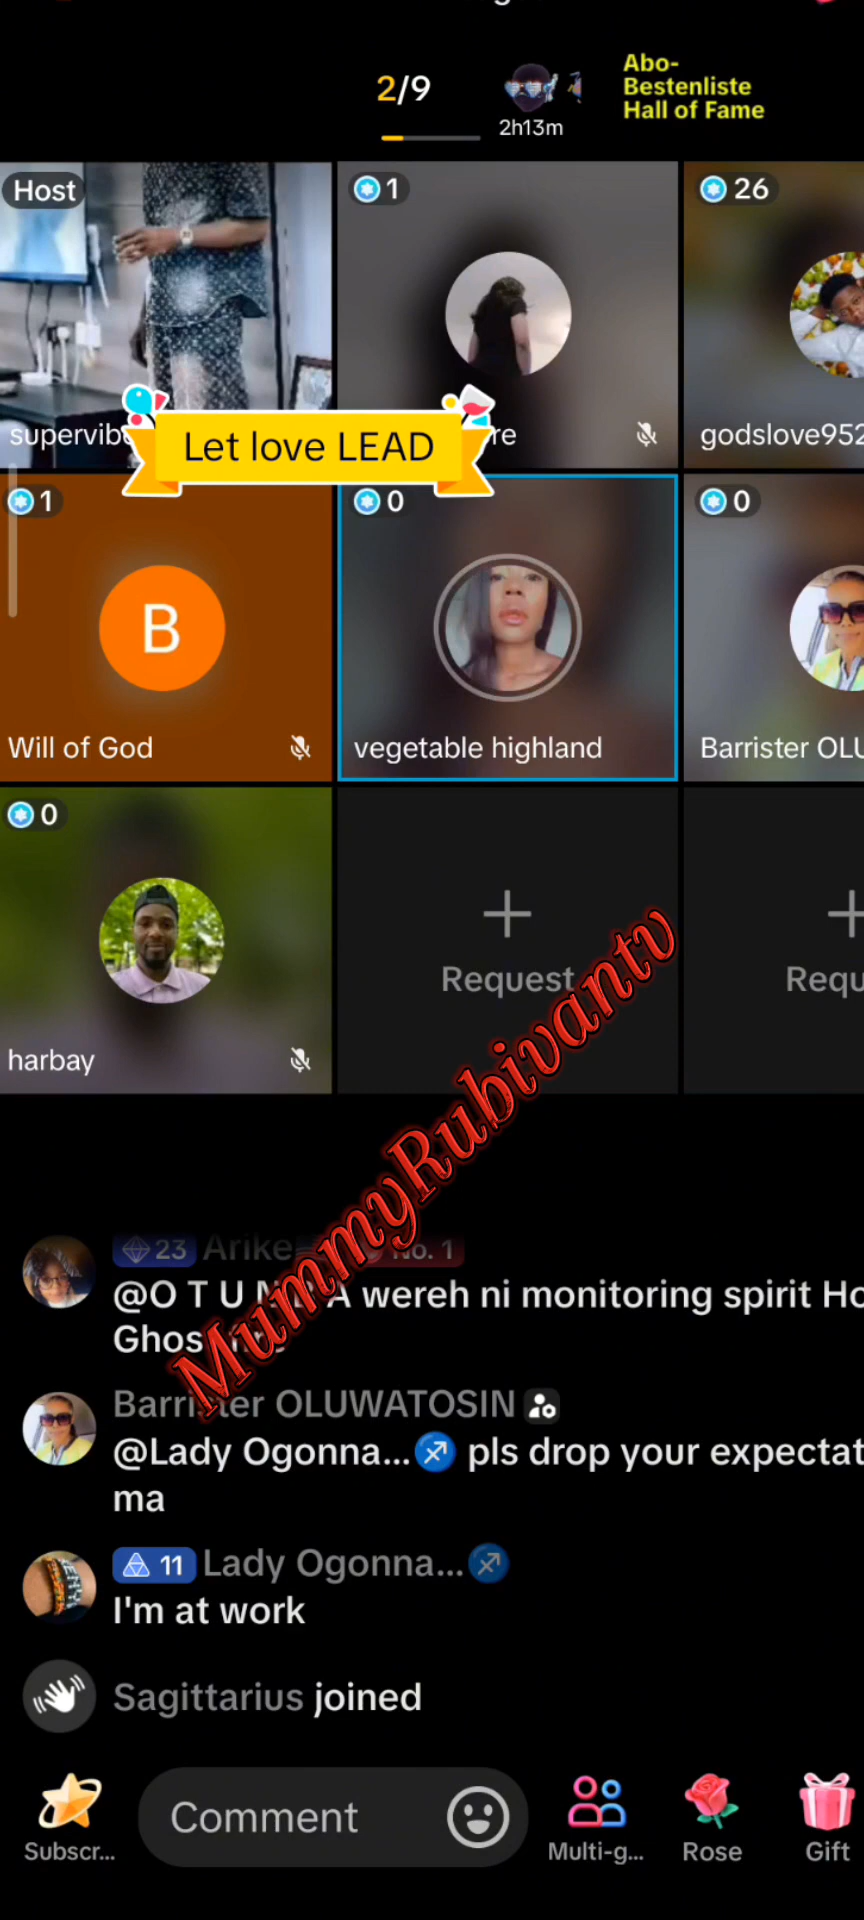 2/9
2h13m
Abo-
Bestenliste
Hall of Fame
Host
1
26
Let love LEAD
re
godslove952
1
0
0
B
Will of God
vegetable highland
Barrister OLU
0
Request
Requ
harbay
MummyRubivantv
23 Arike No. 1
@O T U N B A wereh ni monitoring spirit Ho
Barrister OLUWATOSIN
@Lady Ogonna... pls drop your expectat
ma
11 Lady Ogonna...
I'm at work
Sagittarius joined
Comment
Subscr...
Multi-g...
Rose
Gift